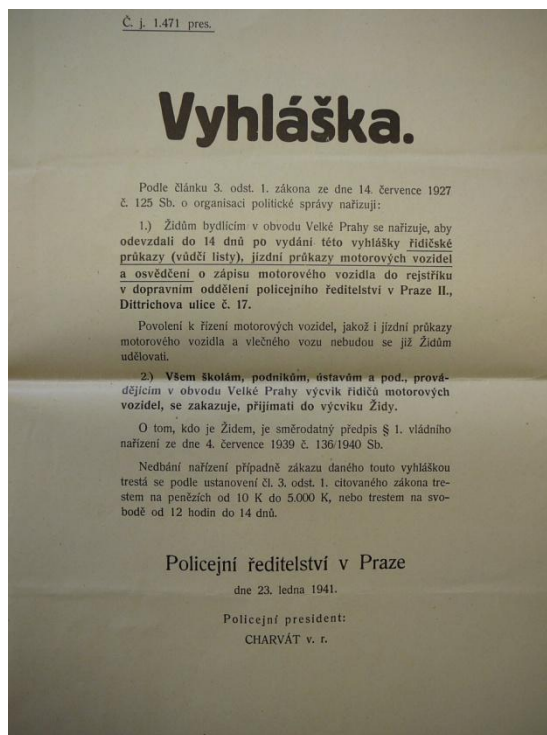 Č. j. 1.471 pres.
Vyhláška.
Podle článku 3. odst. 1. zákona ze dne 14. července 1927
č. 125 Sb. o organisaci politické správy nařizuji:
1.) Židům bydlícím v obvodu Velké Prahy se nařizuje, aby
odevzdali do 14 dnů po vydání této vyhlášky řidičské
průkazy (vůdčí listy), jízdní průkazy motorových vozidel
a osvědčení o zápisu motorového vozidla do rejstříku
v dopravním oddělení policejního ředitelství v Praze II.,
Dittrichova ulice č. 17.
Povolení k řízení motorových vozidel, jakož i jízdní průkazy
motorového vozidla a vlečného vozu nebudou se již Židům
udělovati.
2.) Všem školám, podnikům, ústavům a pod., prová-
dějícím v obvodu Velké Prahy výcvik řidičů motorových
vozidel, se zakazuje, přijímati do výcviku Židy.
O tom, kdo je Židem, je směrodatný předpis § 1. vládního
nařízení ze dne 4. července 1939 č. 136/1940 Sb.
Nedbání nařízení případně zákazu daného touto vyhláškou
trestá se podle ustanovení čl. 3. odst. 1. citovaného zákona tre-
stem na penězích od 10 K do 5.000 K, nebo trestem na svo-
bodě od 12 hodin do 14 dnů.
Policejní ředitelství v Praze
dne 23. ledna 1941.
Policejní president:
CHARVÁT v. r.